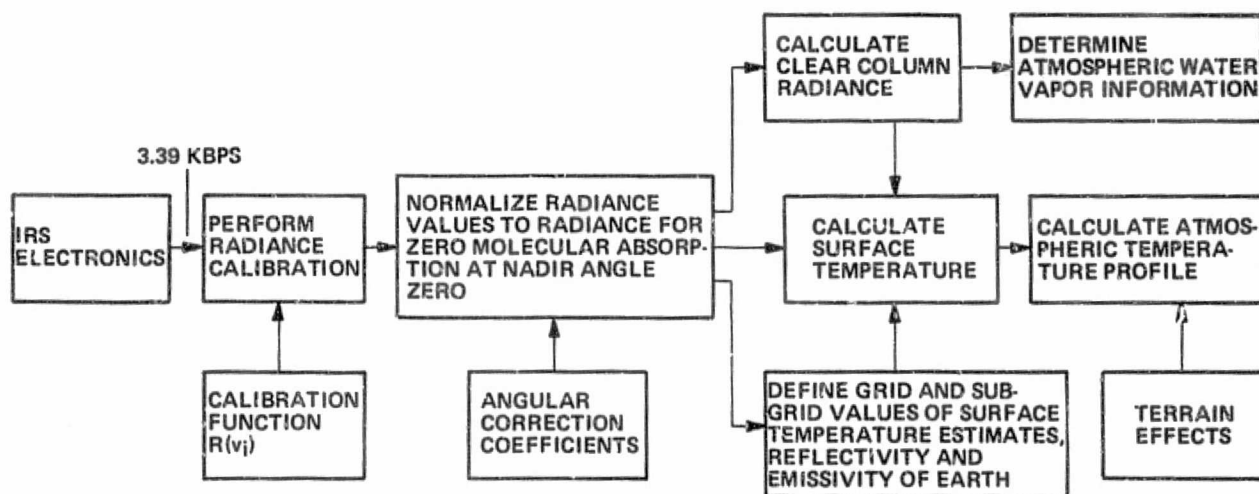 CALCULATE
CLEAR COLUMN
RADIANCE
DETERMINE
ATMOSPHERIC WATER
VAPOR INFORMATION
3.39 KBPS
IRS
ELECTRONICS
PERFORM
RADIANCE
CALIBRATION
NORMALIZE RADIANCE
VALUES TO RADIANCE FOR
ZERO MOLECULAR ABSORP-
TION AT NADIR ANGLE
ZERO
CALCULATE
SURFACE
TEMPERATURE
CALCULATE ATMOS-
PHERIC TEMPERA-
TURE PROFILE
CALIBRATION
FUNCTION
R(vi)
ANGULAR
CORRECTION
COEFFICIENTS
DEFINE GRID AND SUB-
GRID VALUES OF SURFACE
TEMPERATURE ESTIMATES,
REFLECTIVITY AND
EMISSIVITY OF EARTH
TERRAIN
EFFECTS